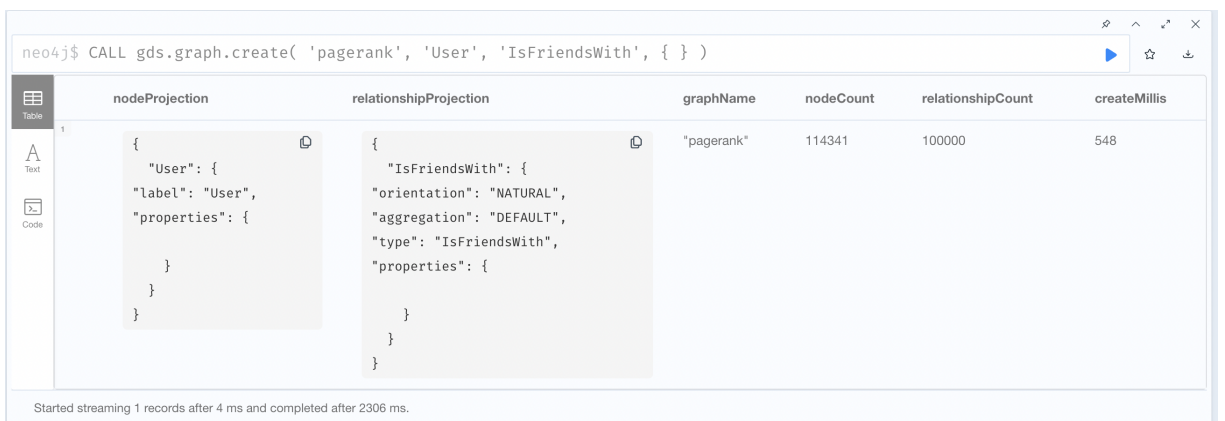 neo4j$ CALL gds.graph.create( 'pagerank', 'User', 'IsFriendsWith', { } )
Table
Text
Code
nodeProjection relationshipProjection graphName nodeCount relationshipCount createMillis
1
{
"User": {
"label": "User",
"properties": {
}
}
}
{
"IsFriendsWith": {
"orientation": "NATURAL",
"aggregation": "DEFAULT",
"type": "IsFriendsWith",
"properties": {
}
}
}
"pagerank" 114341 100000 548
Started streaming 1 records after 4 ms and completed after 2306 ms.